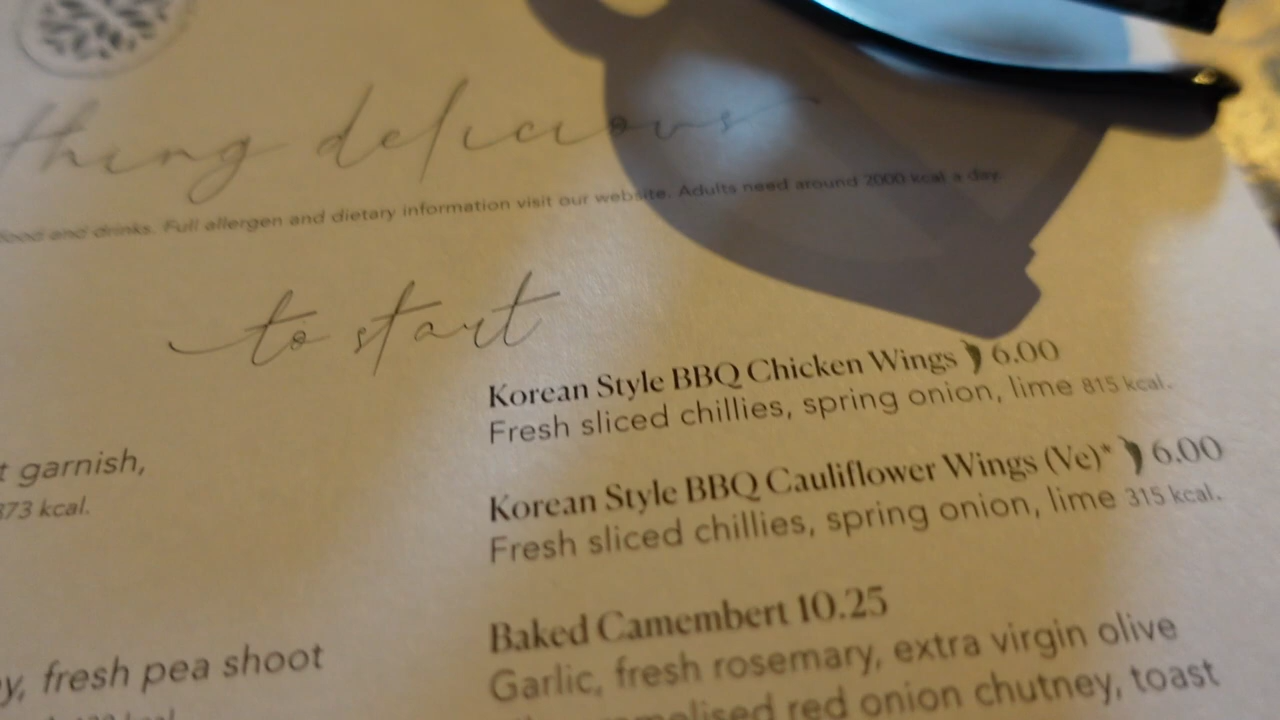 thing delicious
food and drinks. Full allergen and dietary information visit our website. Adults need around 2000 kcal a day.
to start
Korean Style BBQ Chicken Wings 6.00
Fresh sliced chillies, spring onion, lime 815 kcal.
Korean Style BBQ Cauliflower Wings (Ve)* 6.00
Fresh sliced chillies, spring onion, lime 315 kcal.
Baked Camembert 10.25
Garlic, fresh rosemary, extra virgin olive
red onion chutney, toast
garnish,
373 kcal.
fresh pea shoot